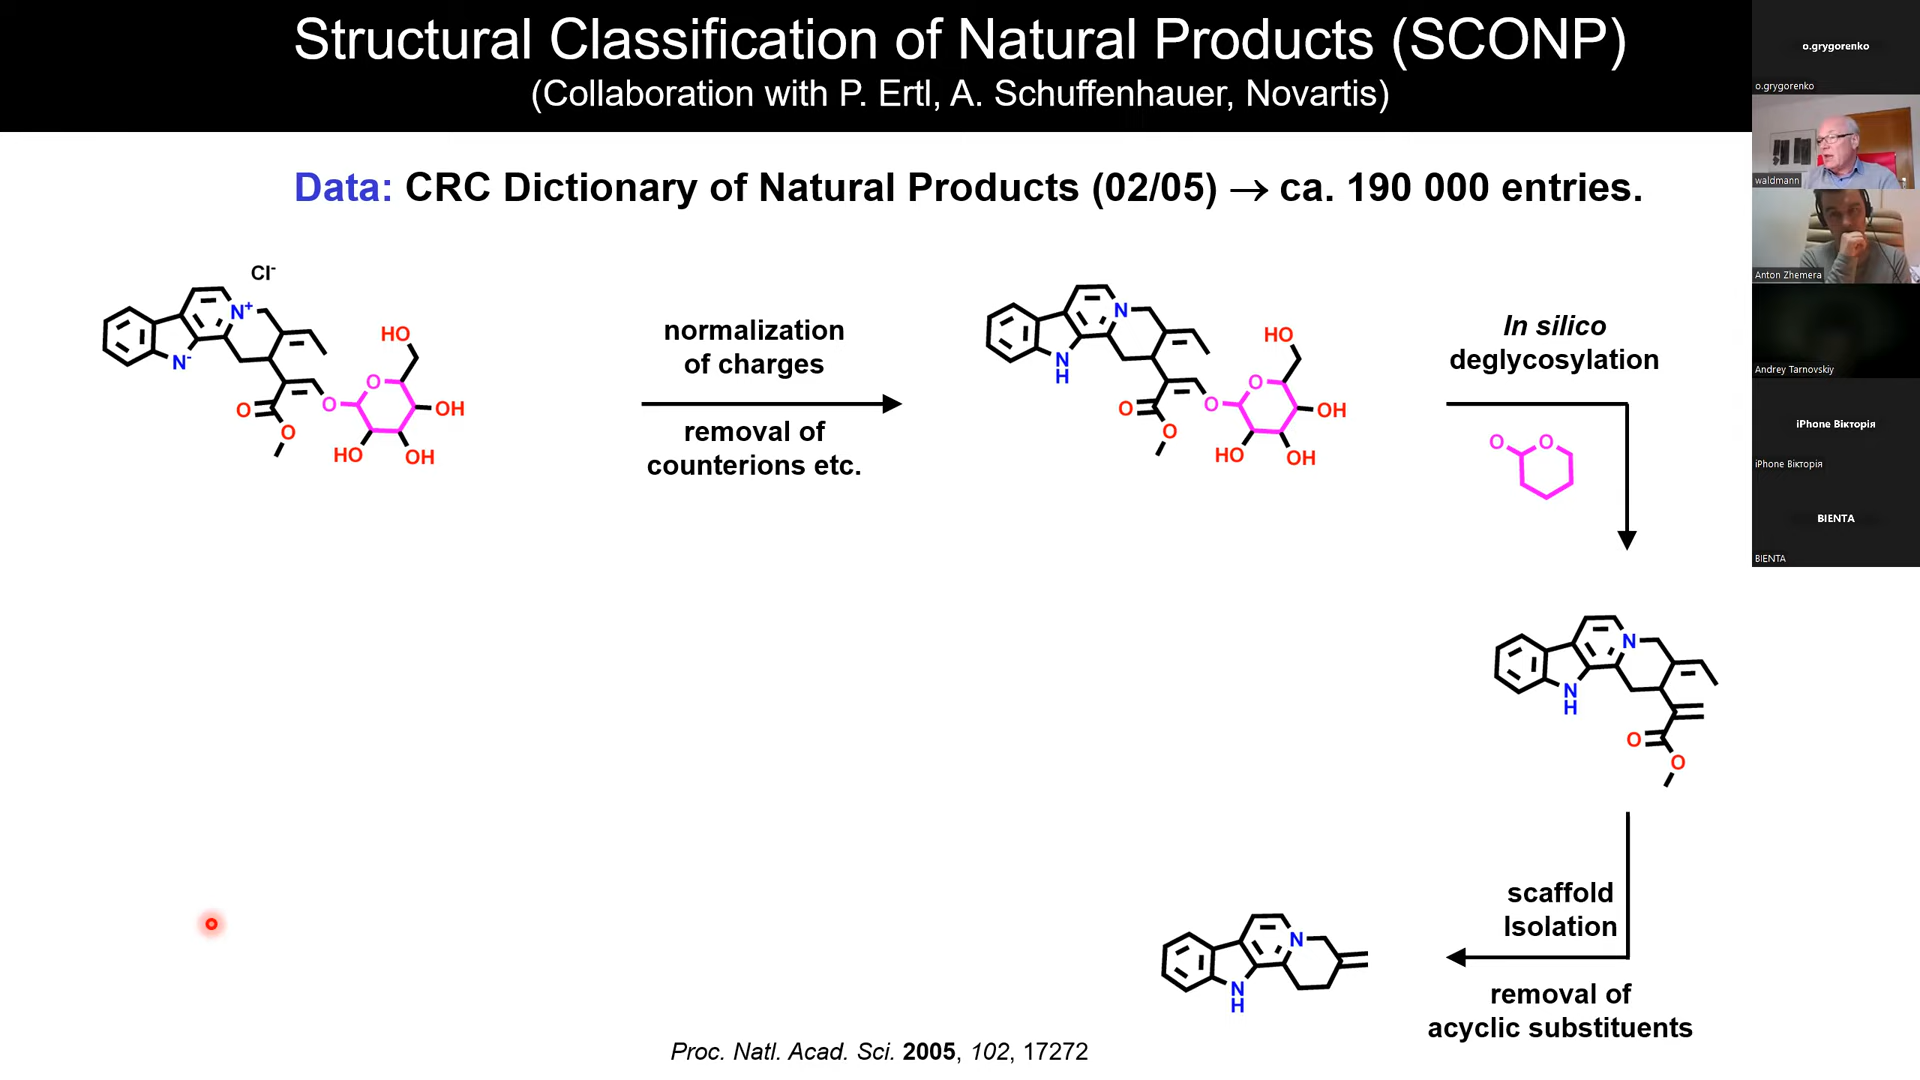 Structural Classification of Natural Products (SCONP)
(Collaboration with P. Ertl, A. Schuffenhauer, Novartis)
Data: CRC Dictionary of Natural Products (02/05) → ca. 190 000 entries.
Cl-
N+
N-
HO
O
O
OH
O
O
HO
OH
normalization
of charges
removal of
counterions etc.
N
N
H
HO
O
O
OH
O
O
HO
OH
In silico
deglycosylation
O
O
N
N
H
O
O
scaffold
Isolation
removal of
acyclic substituents
N
N
H
Proc. Natl. Acad. Sci. 2005, 102, 17272
o.grygorenko
o.grygorenko
waldmann
Anton Zhemera
Andrey Tarnovskiy
iPhone Вікторія
iPhone Вікторія
BIENTA
BIENTA